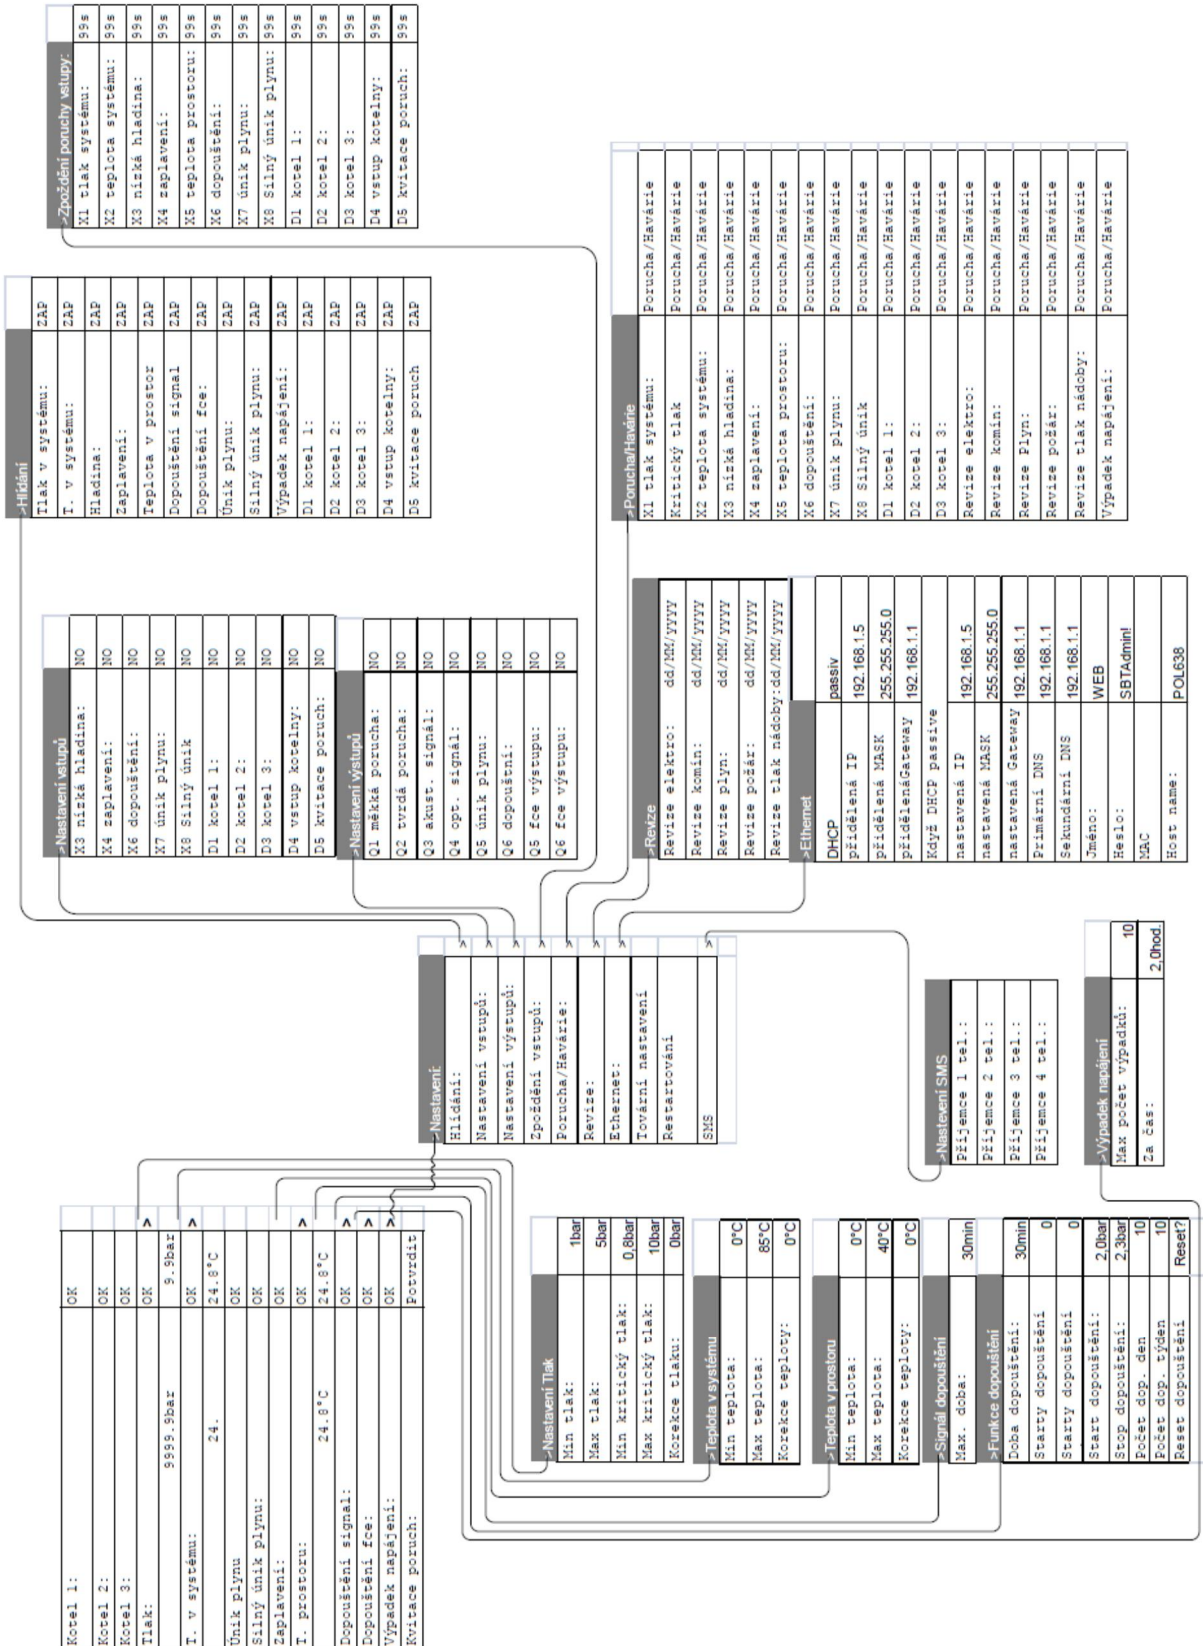 Kotel 1: OK
Kotel 2: OK
Kotel 3: OK
Tlak: OK >
9999.9bar 9.9bar
T. v systému: OK >
24. 24.8°C
Únik plynu OK
Silný únik plynu: OK
Zaplavení: OK
T. prostoru: OK >
24.8°C 24.8°C
Dopouštění signal: OK >
Dopouštění fce: OK >
Výpadek napájení: OK >
Kvitace poruch: Potvrdit
>Nastavení Tlak
Min tlak: 1bar
Max tlak: 5bar
Min kritický tlak: 0,8bar
Max kritický tlak: 10bar
Korekce tlaku: 0bar
>Teplota v systému
Min teplota: 0°C
Max teplota: 85°C
Korekce teploty: 0°C
>Teplota v prostoru
Min teplota: 0°C
Max teplota: 40°C
Korekce teploty: 0°C
>Signál dopouštění
Max. doba: 30min
>Funkce dopouštění
Doba dopouštění: 30min
Starty dopouštění 0
Starty dopouštění 0
Start dopouštění: 2,0bar
Stop dopouštění: 2,3bar
Počet dop. den 10
Počet dop. týden 10
Reset dopouštění Reset?
>Nastavení:
Hlídání: >
Nastavení vstupů: >
Nastavení výstupů: >
Zpoždění vstupů: >
Porucha/Havárie: >
Revize: >
Ethernet: >
Tovární nastavení
Restartování
SMS >
>Nastevení SMS
Příjemce 1 tel.:
Příjemce 2 tel.:
Příjemce 3 tel.:
Příjemce 4 tel.:
>Výpadek napájení
Max počet výpadků: 10
Za čas: 2,0hod.
>Nastavení vstupů
X3 nízká hladina: NO
X4 zaplavení: NO
X6 dopouštění: NO
X7 únik plynu: NO
X8 Silný únik NO
D1 kotel 1: NO
D2 kotel 2: NO
D3 kotel 3: NO
D4 vstup kotelny: NO
D5 kvitace poruch: NO
>Nastavení výstupů
Q1 měkká porucha: NO
Q2 tvrdá porucha: NO
Q3 akust. signál: NO
Q4 opt. signál: NO
Q5 únik plynu: NO
Q6 dopouštní: NO
Q5 fce výstupu: NO
Q6 fce výstupu: NO
>Revize
Revize elektro: dd/MM/yyyy
Revize komín: dd/MM/yyyy
Revize plyn: dd/MM/yyyy
Revize požár: dd/MM/yyyy
Revize tlak nádoby:dd/MM/yyyy
>Ethernet
DHCP passiv
přidělená IP 192.168.1.5
přidělená MASK 255.255.255.0
přidělenáGateway 192.168.1.1
Když DHCP passive
nastavená IP 192.168.1.5
nastavená MASK 255.255.255.0
nastavená Gateway 192.168.1.1
Primární DNS 192.168.1.1
Sekundární DNS 192.168.1.1
Jméno: WEB
Heslo: SBTAdmin!
MAC
Host name: POL638
>Hlídání
Tlak v systému: ZAP
T. v systému: ZAP
Hladina: ZAP
Zaplavení: ZAP
Teplota v prostor ZAP
Dopouštění signal ZAP
Dopouštění fce: ZAP
Únik plynu: ZAP
Silný únik plynu: ZAP
Výpadek napájení: ZAP
D1 kotel 1: ZAP
D2 kotel 2: ZAP
D3 kotel 3: ZAP
D4 vstup kotelny: ZAP
D5 kvitace poruch ZAP
>Porucha/Havárie
X1 tlak systému: Porucha/Havárie
Kritický tlak Porucha/Havárie
X2 teplota systému: Porucha/Havárie
X3 nízká hladina: Porucha/Havárie
X4 zaplavení: Porucha/Havárie
X5 teplota prostoru: Porucha/Havárie
X6 dopouštění: Porucha/Havárie
X7 únik plynu: Porucha/Havárie
X8 Silný únik Porucha/Havárie
D1 kotel 1: Porucha/Havárie
D2 kotel 2: Porucha/Havárie
D3 kotel 3: Porucha/Havárie
Revize elektro: Porucha/Havárie
Revize komín: Porucha/Havárie
Revize Plyn: Porucha/Havárie
Revize požár: Porucha/Havárie
Revize tlak nádoby: Porucha/Havárie
Výpadek napájení: Porucha/Havárie
>Zpoždění poruchy vstupy:
X1 tlak systému: 99s
X2 teplota systému: 99s
X3 nízká hladina: 99s
X4 zaplavení: 99s
X5 teplota prostoru: 99s
X6 dopouštění: 99s
X7 únik plynu: 99s
X8 Silný únik plynu: 99s
D1 kotel 1: 99s
D2 kotel 2: 99s
D3 kotel 3: 99s
D4 vstup kotelny: 99s
D5 kvitace poruch: 99s